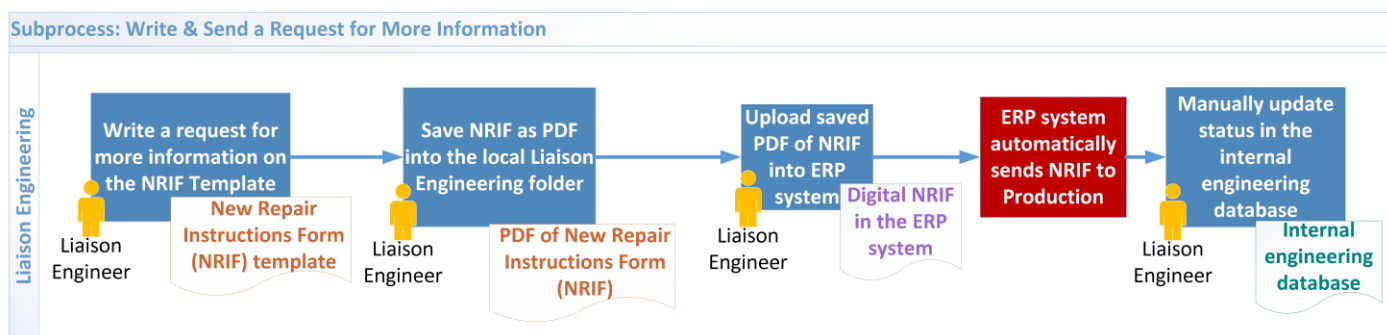 Subprocess: Write & Send a Request for More Information
Liaison Engineering
Write a request for
more information on
the NRIF Template
Liaison
Engineer
New Repair
Instructions Form
(NRIF) template
Save NRIF as PDF
into the local Liaison
Engineering folder
Liaison
Engineer
PDF of New Repair
Instructions Form
(NRIF)
Upload saved
PDF of NRIF
into ERP
system
Liaison
Engineer
Digital NRIF
in the ERP
system
ERP system
automatically
sends NRIF to
Production
Manually update
status in the
internal
engineering
database
Liaison
Engineer
Internal
engineering
database